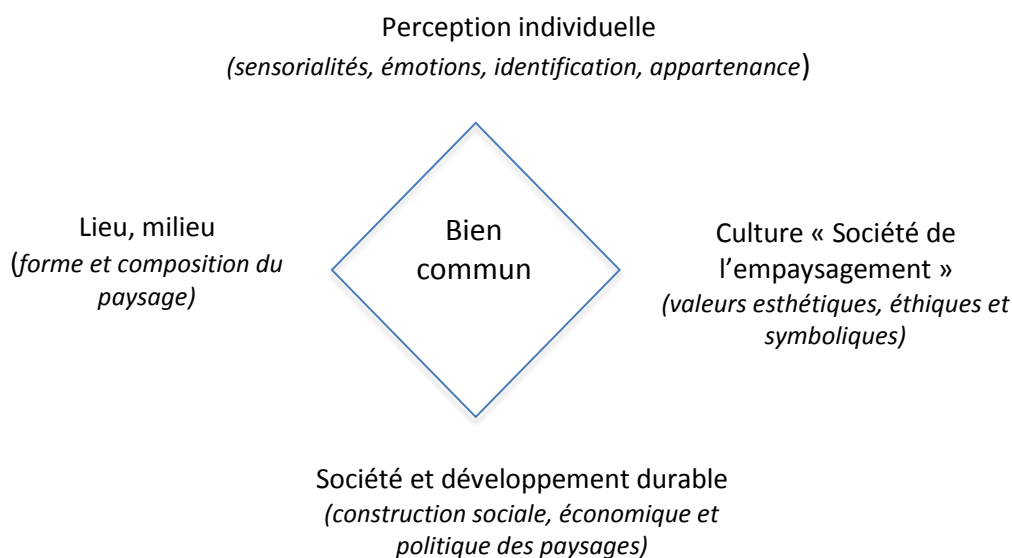 Perception individuelle
(sensorialités, émotions, identification, appartenance)
Lieu, milieu
(forme et composition du
paysage)
Bien
commun
Culture « Société de
l’empaysagement »
(valeurs esthétiques, éthiques et
symboliques)
Société et développement durable
(construction sociale, économique et
politique des paysages)